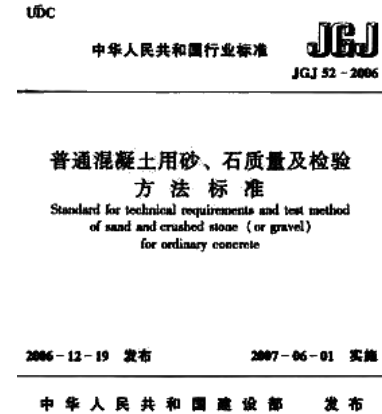 UDC
中华人民共和国行业标准 JGJ
JGJ 52-2006
普通混凝土用砂、石质量及检验
方法标准
Standard for technical requirements and test method
of sand and crushed stone (or gravel)
for ordinary concrete
2006-12-19 发布 2007-06-01 实施
中华人民共和国建设部 发布